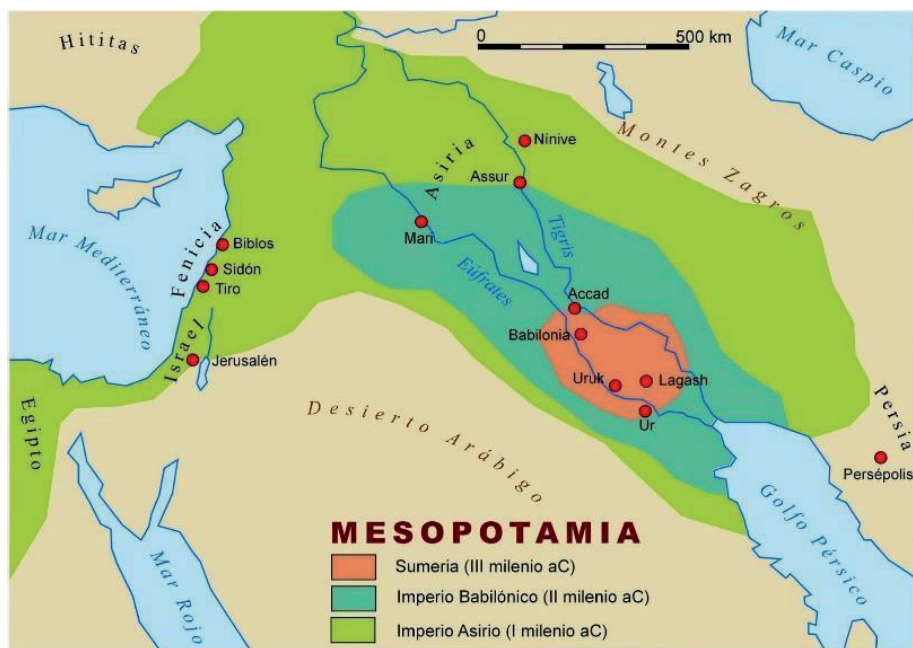 Hititas
0 500 km
Mar Caspio
Montes Zagros
Nínive
Asiria
Assur
Tigris
Mari
Eúfrates
Mar Mediterráneo
Fenicia
Biblos
Sidón
Tiro
Israel
Jerusalén
Accad
Babilonia
Uruk
Lagash
Ur
Egipto
Desierto Arábigo
Persia
Persépolis
Golfo Pérsico
Mar Rojo
MESOPOTAMIA
Sumeria (III milenio aC)
Imperio Babilónico (II milenio aC)
Imperio Asirio (I milenio aC)